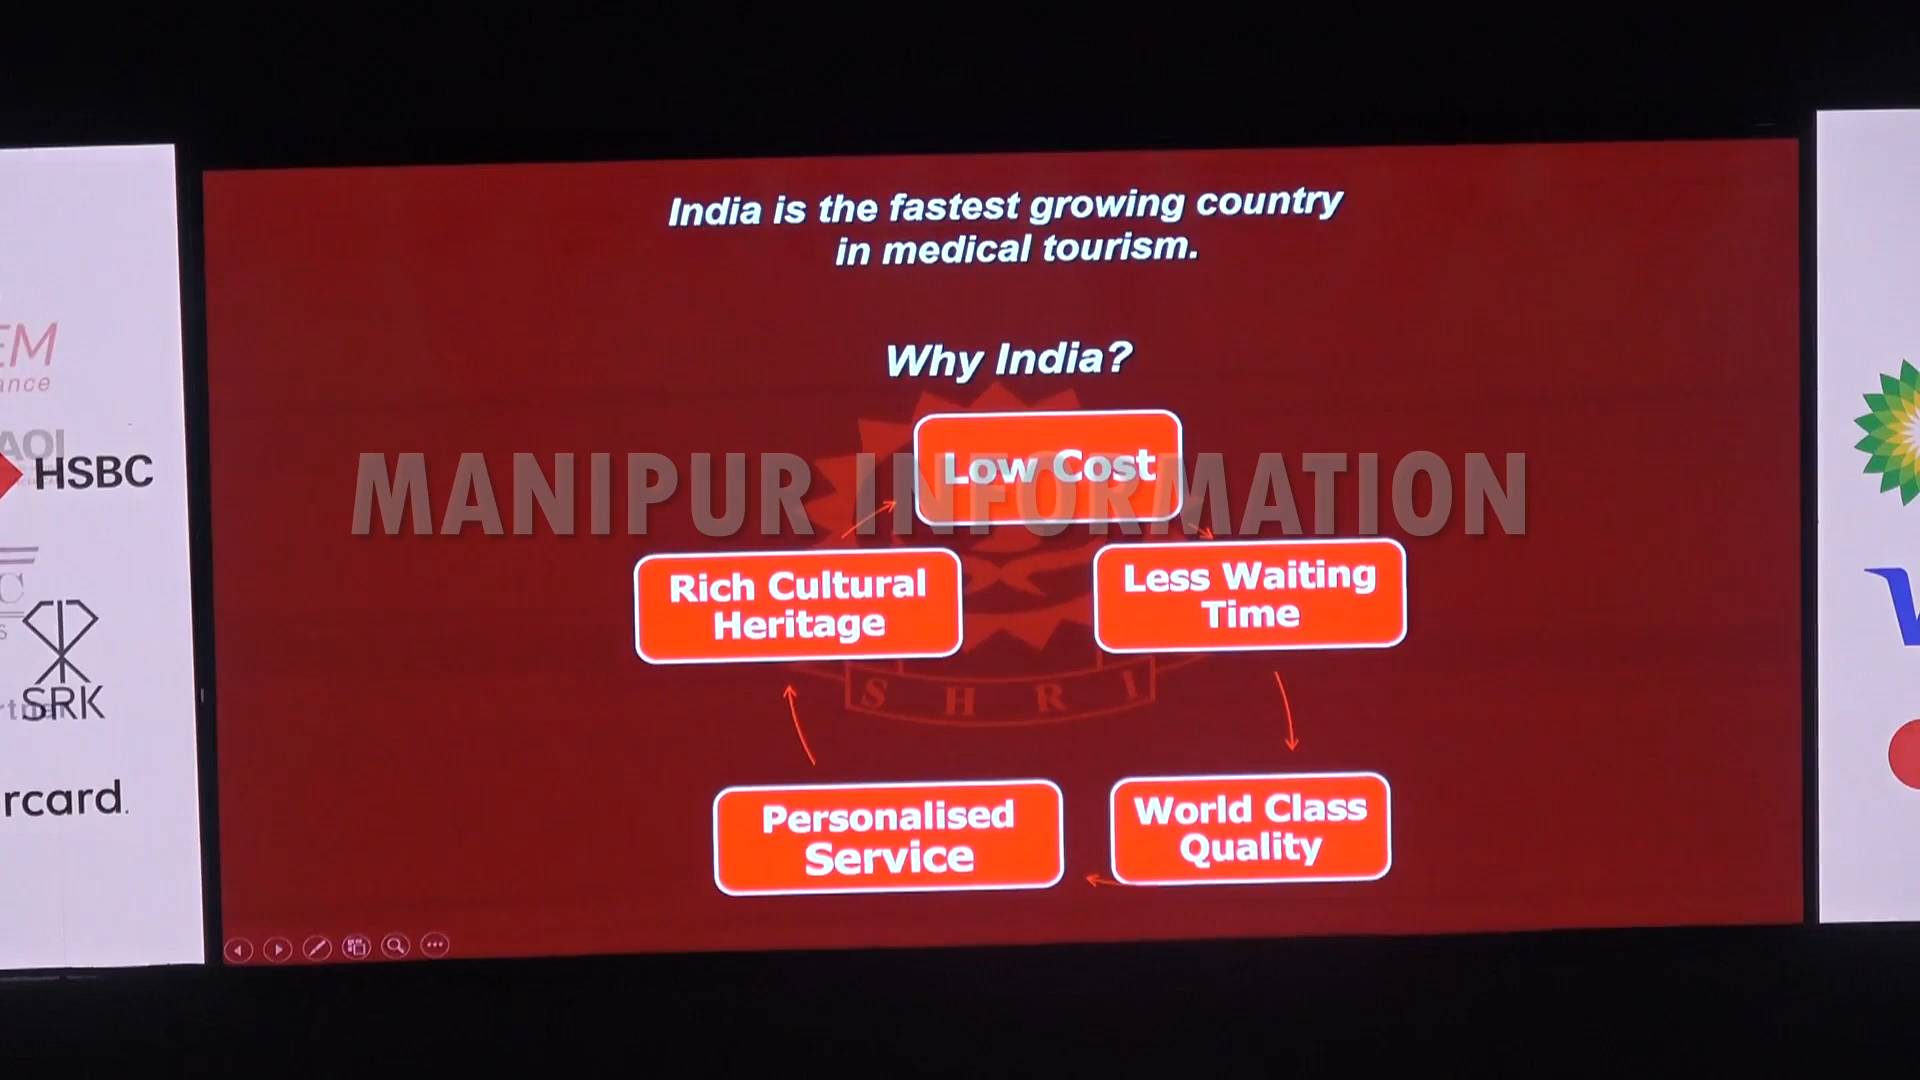 India is the fastest growing country
in medical tourism.
Why India?
MANIPUR INFORMATION
Low Cost
Rich Cultural
Heritage
Less Waiting
Time
SHRI
Personalised
Service
World Class
Quality
HSBC
SRK